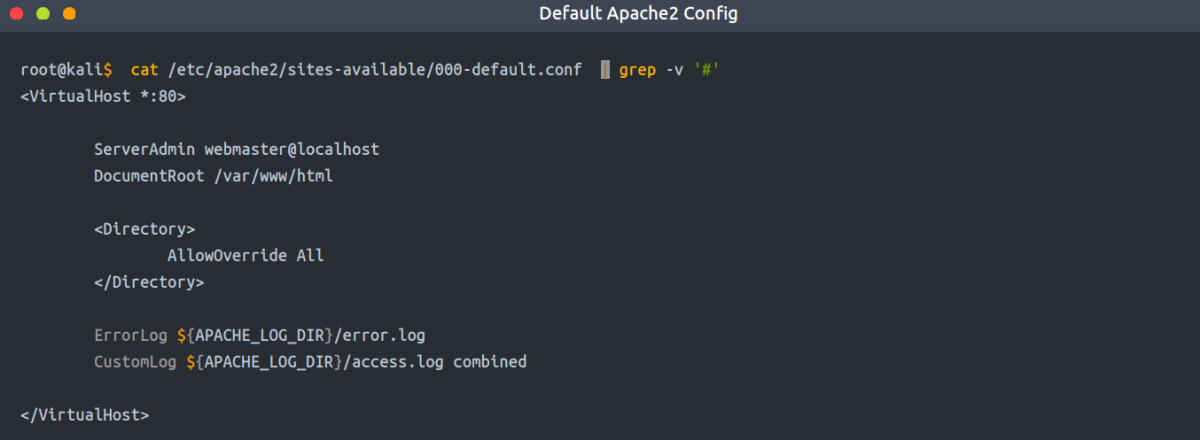 Default Apache2 Config
root@kali$ cat /etc/apache2/sites-available/000-default.conf | grep -v '#'
<VirtualHost *:80>
ServerAdmin webmaster@localhost
DocumentRoot /var/www/html
<Directory>
AllowOverride All
</Directory>
ErrorLog ${APACHE_LOG_DIR}/error.log
CustomLog ${APACHE_LOG_DIR}/access.log combined
</VirtualHost>